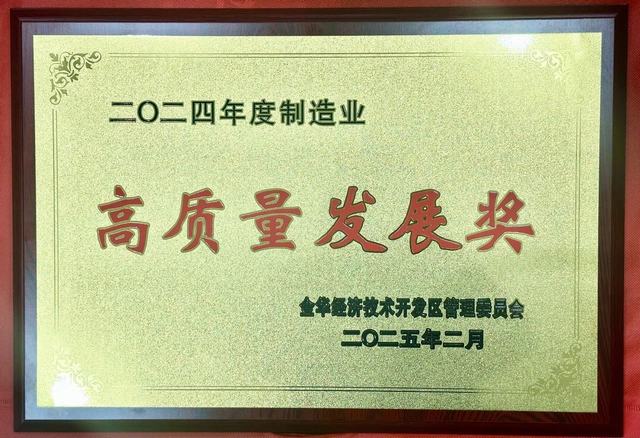 二〇二四年度制造业
高质量发展奖
金华经济技术开发区管理委员会
二〇二五年二月